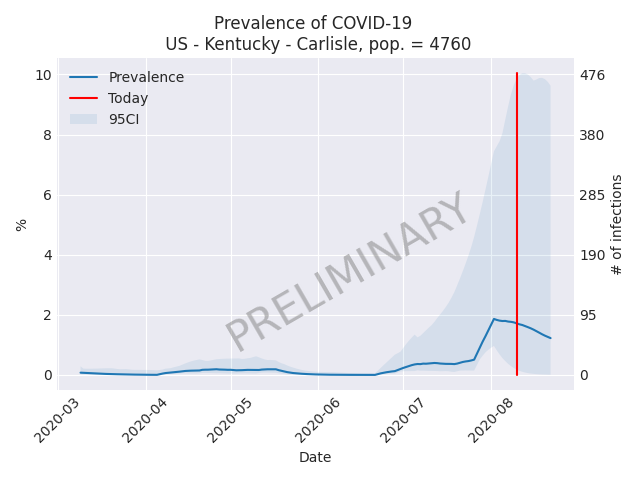 Prevalence of COVID-19
US - Kentucky - Carlisle, pop. = 4760
Prevalence
Today
95CI
PRELIMINARY
10
8
6
4
2
0
%
476
380
285
190
95
0
# of infections
2020-03
2020-04
2020-05
2020-06
2020-07
2020-08
Date